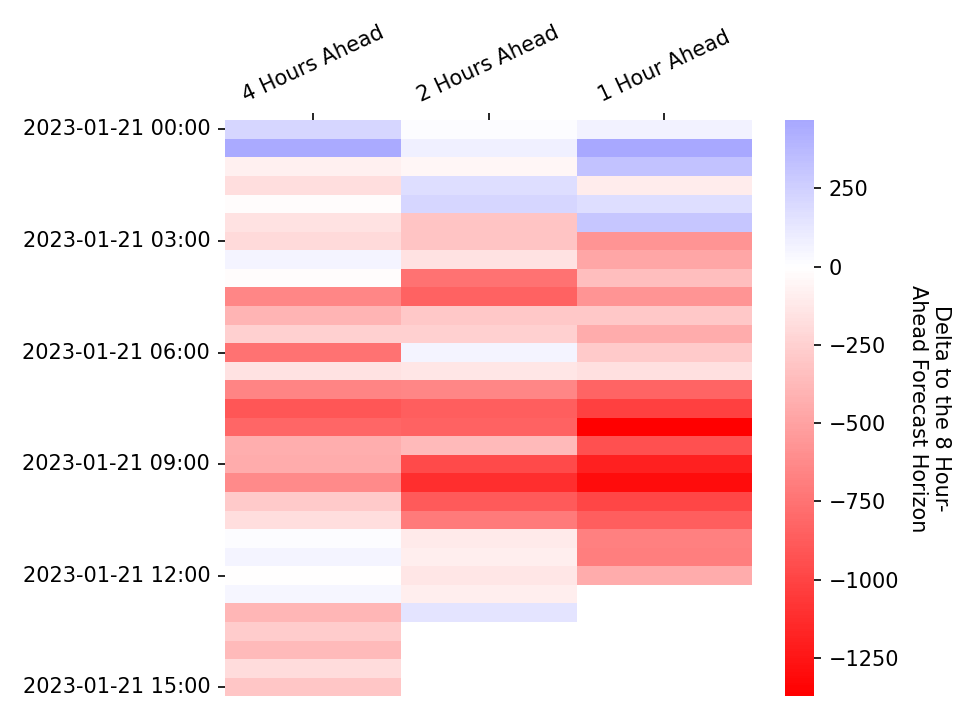 4 Hours Ahead
2 Hours Ahead
1 Hour Ahead
2023-01-21 00:00
2023-01-21 03:00
2023-01-21 06:00
2023-01-21 09:00
2023-01-21 12:00
2023-01-21 15:00
250
0
−250
−500
−750
−1000
−1250
Delta to the 8 Hour-
Ahead Forecast Horizon